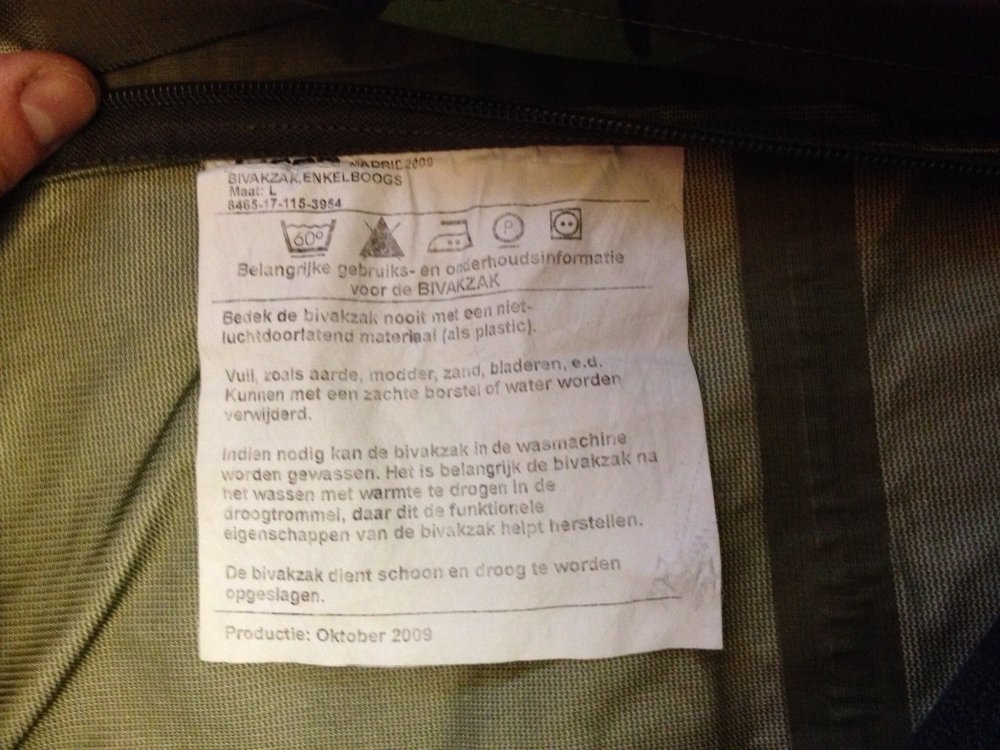 MADRID 2009
BIVAKZAK,ENKELBOOGS
Maat: L
8465-17-115-3954
60°
P
Belangrijke gebruiks- en onderhoudsinformatie
voor de BIVAKZAK
Bedek de bivakzak nooit met een niet-
luchtdoorlatend materiaal (als plastic).
Vuil, zoals aarde, modder, zand, bladeren, e.d.
Kunnen met een zachte borstel of water worden
verwijderd.
Indien nodig kan de bivakzak in de wasmachine
worden gewassen. Het is belangrijk de bivakzak na
het wassen met warmte te drogen in de
droogtrommel, daar dit de funktionele
eigenschappen van de bivakzak helpt herstellen.
De bivakzak dient schoon en droog te worden
opgeslagen.
Productie: Oktober 2009